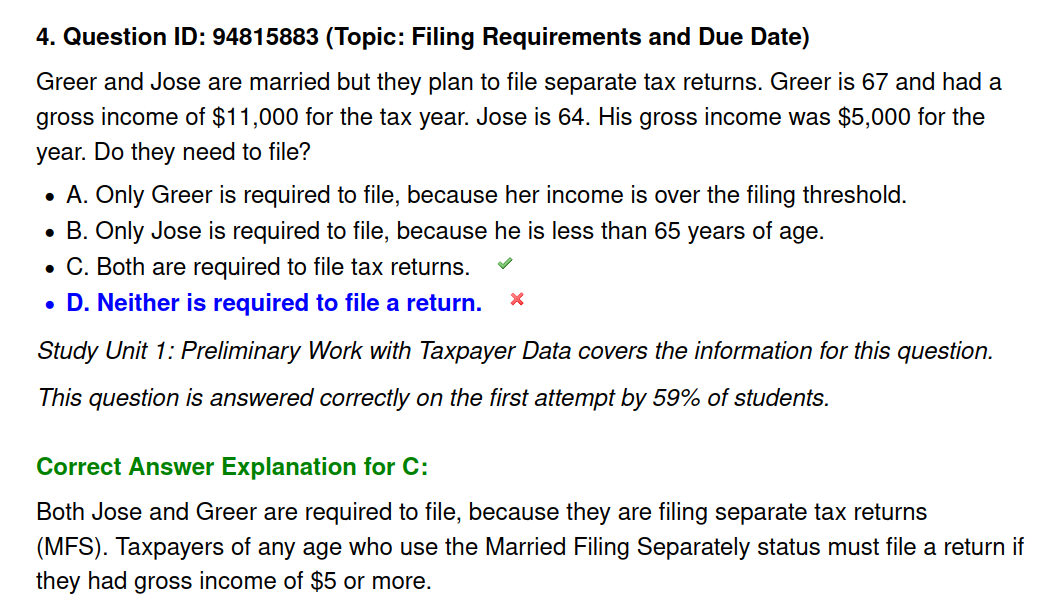 4. Question ID: 94815883 (Topic: Filing Requirements and Due Date)
Greer and Jose are married but they plan to file separate tax returns. Greer is 67 and had a
gross income of $11,000 for the tax year. Jose is 64. His gross income was $5,000 for the
year. Do they need to file?
• A. Only Greer is required to file, because her income is over the filing threshold.
• B. Only Jose is required to file, because he is less than 65 years of age.
• C. Both are required to file tax returns.
• D. Neither is required to file a return.
Study Unit 1: Preliminary Work with Taxpayer Data covers the information for this question.
This question is answered correctly on the first attempt by 59% of students.
Correct Answer Explanation for C:
Both Jose and Greer are required to file, because they are filing separate tax returns
(MFS). Taxpayers of any age who use the Married Filing Separately status must file a return if
they had gross income of $5 or more.